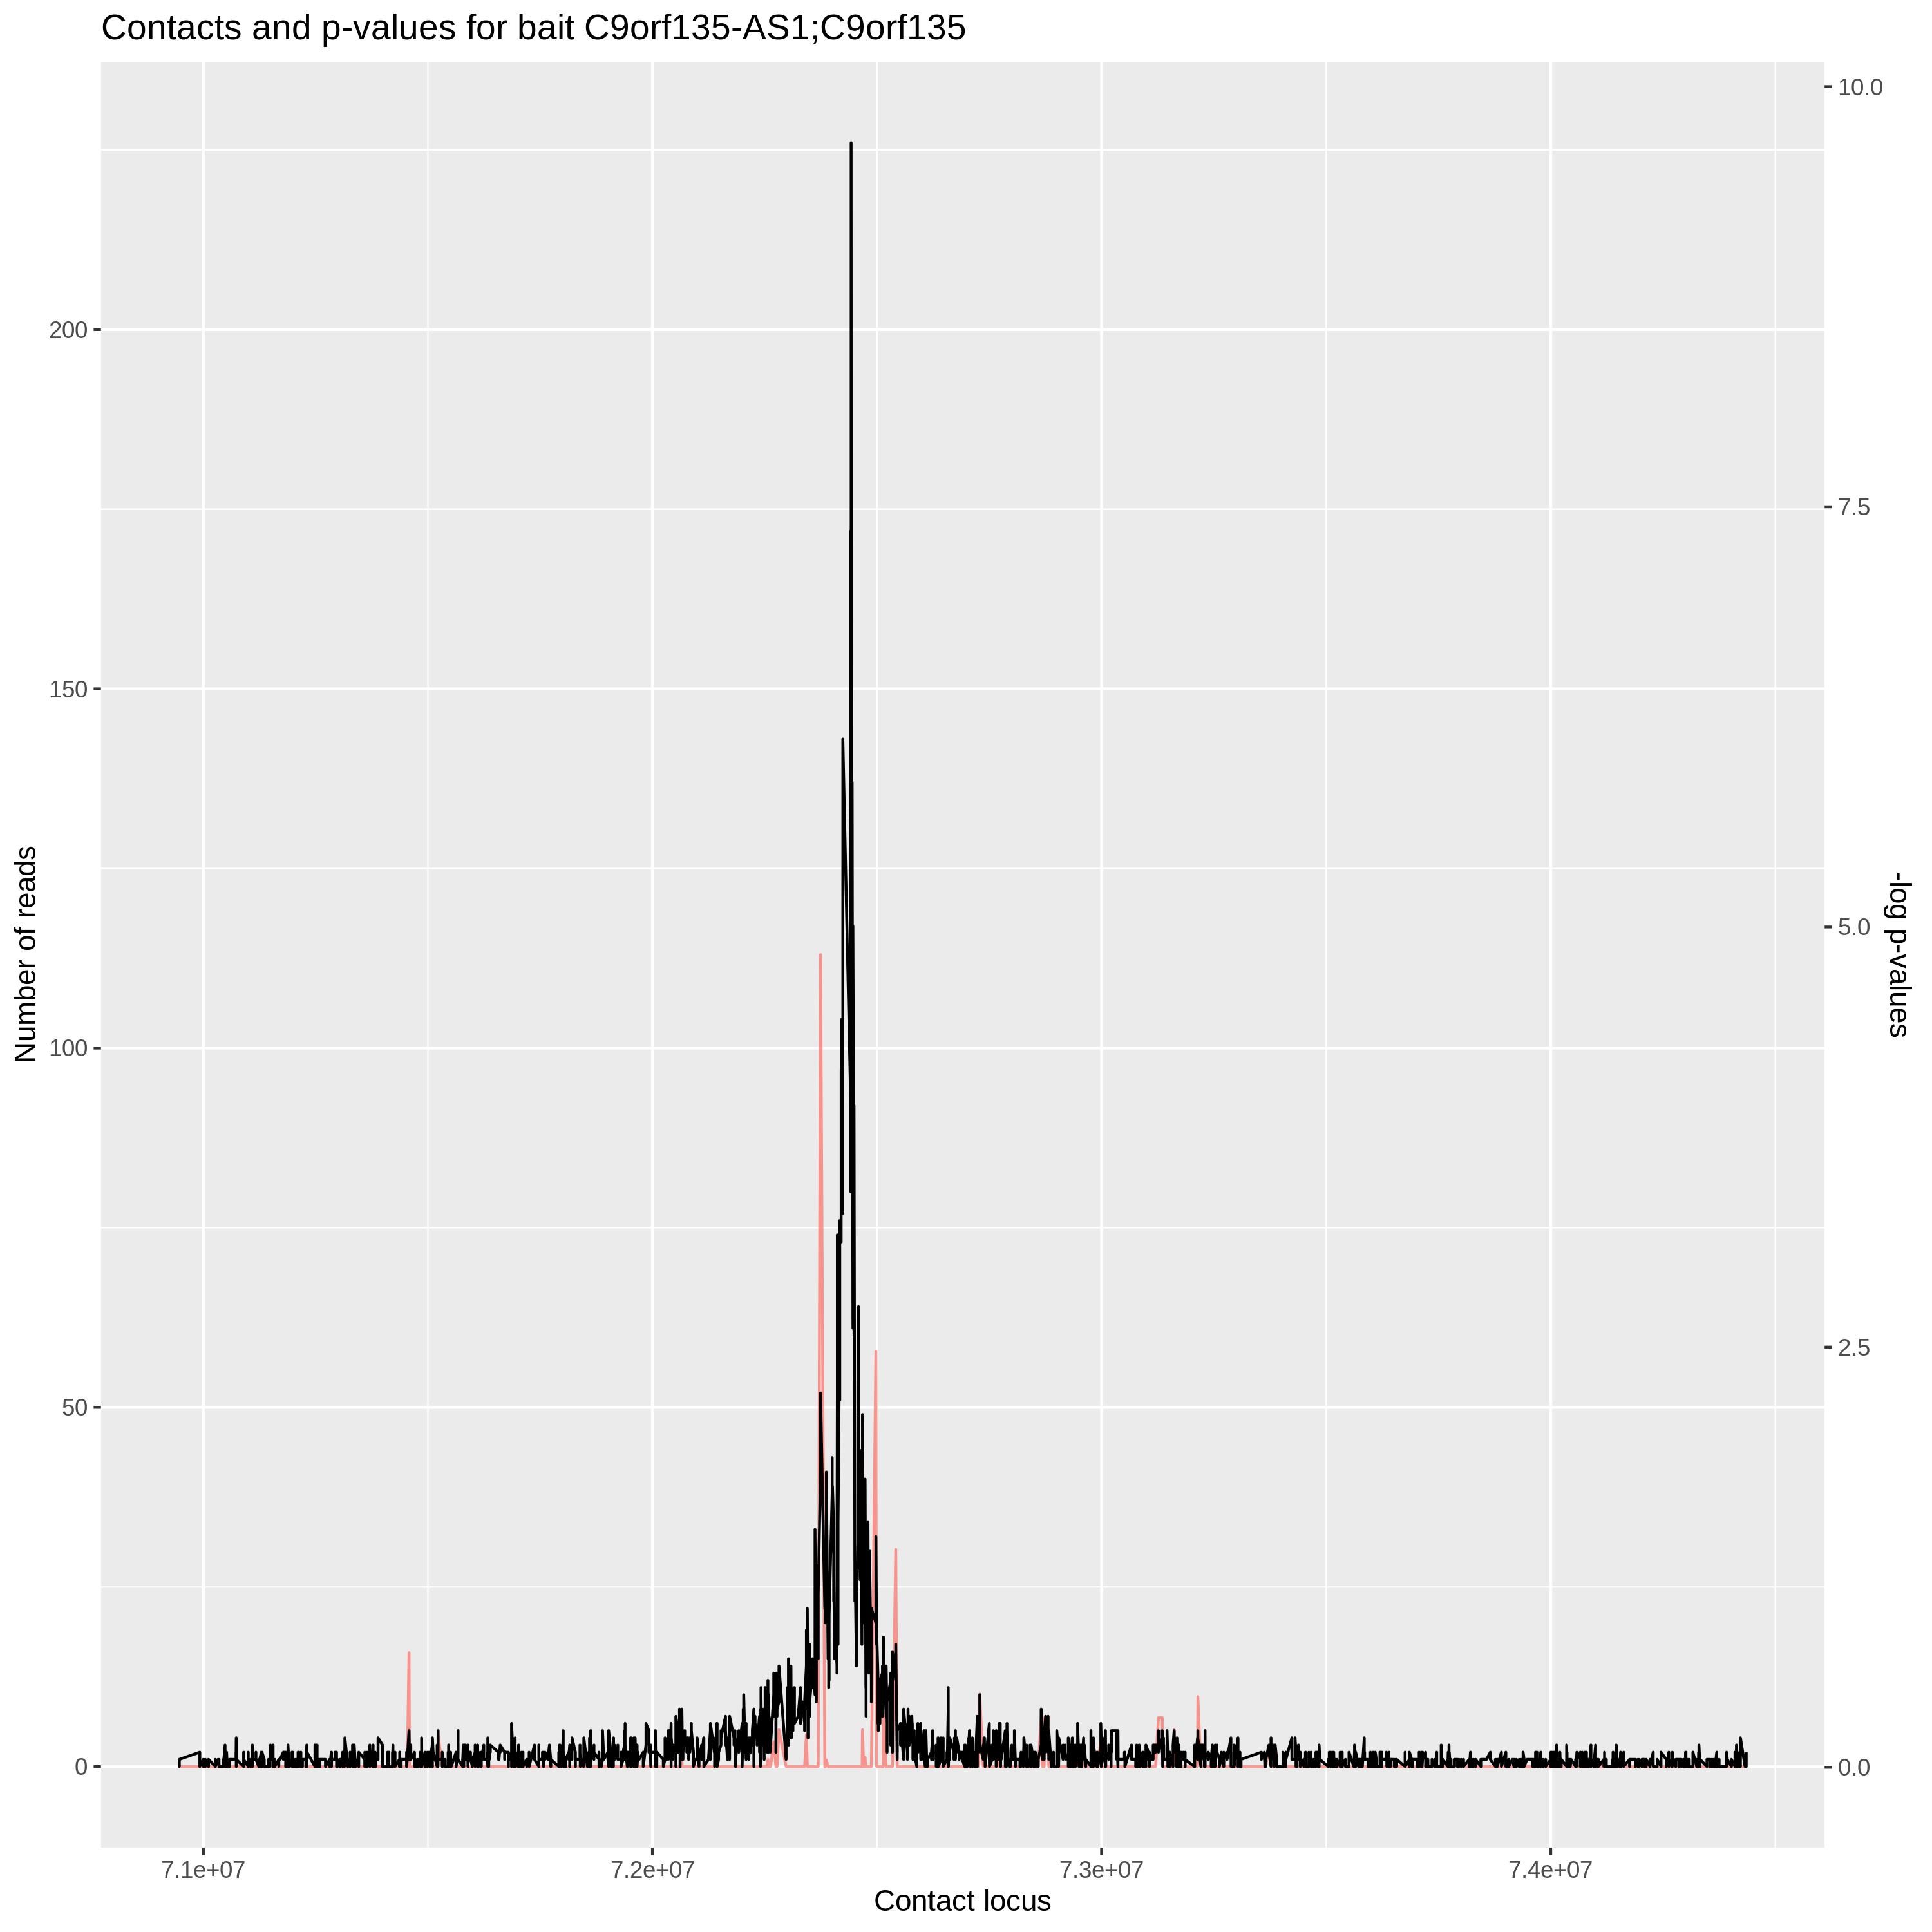 Contacts and p-values for bait C9orf135-AS1;C9orf135
10.0
200
7.5
150
Number of reads
5.0
-log p-values
100
2.5
50
0
0.0
7.1e+07 7.2e+07 7.3e+07 7.4e+07
Contact locus